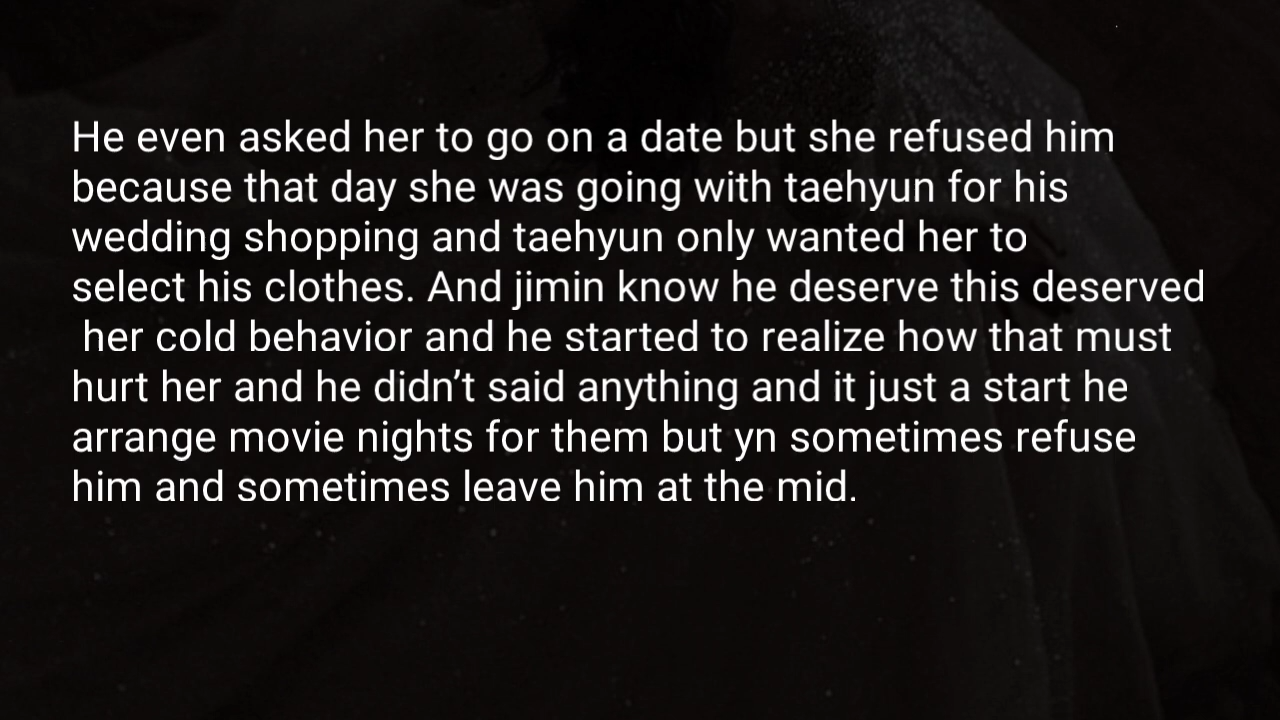 He even asked her to go on a date but she refused him
because that day she was going with taehyun for his
wedding shopping and taehyun only wanted her to
select his clothes. And jimin know he deserve this deserved
her cold behavior and he started to realize how that must
hurt her and he didn’t said anything and it just a start he
arrange movie nights for them but yn sometimes refuse
him and sometimes leave him at the mid.